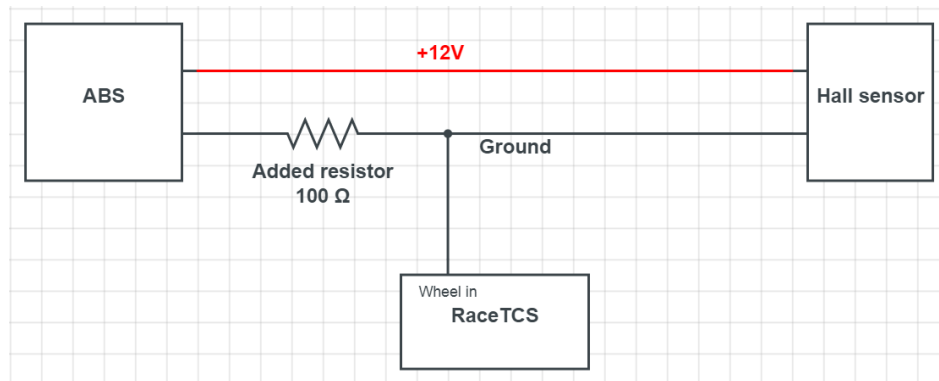 +12V
ABS
Hall sensor
Ground
Added resistor
100 Ω
Wheel in
RaceTCS